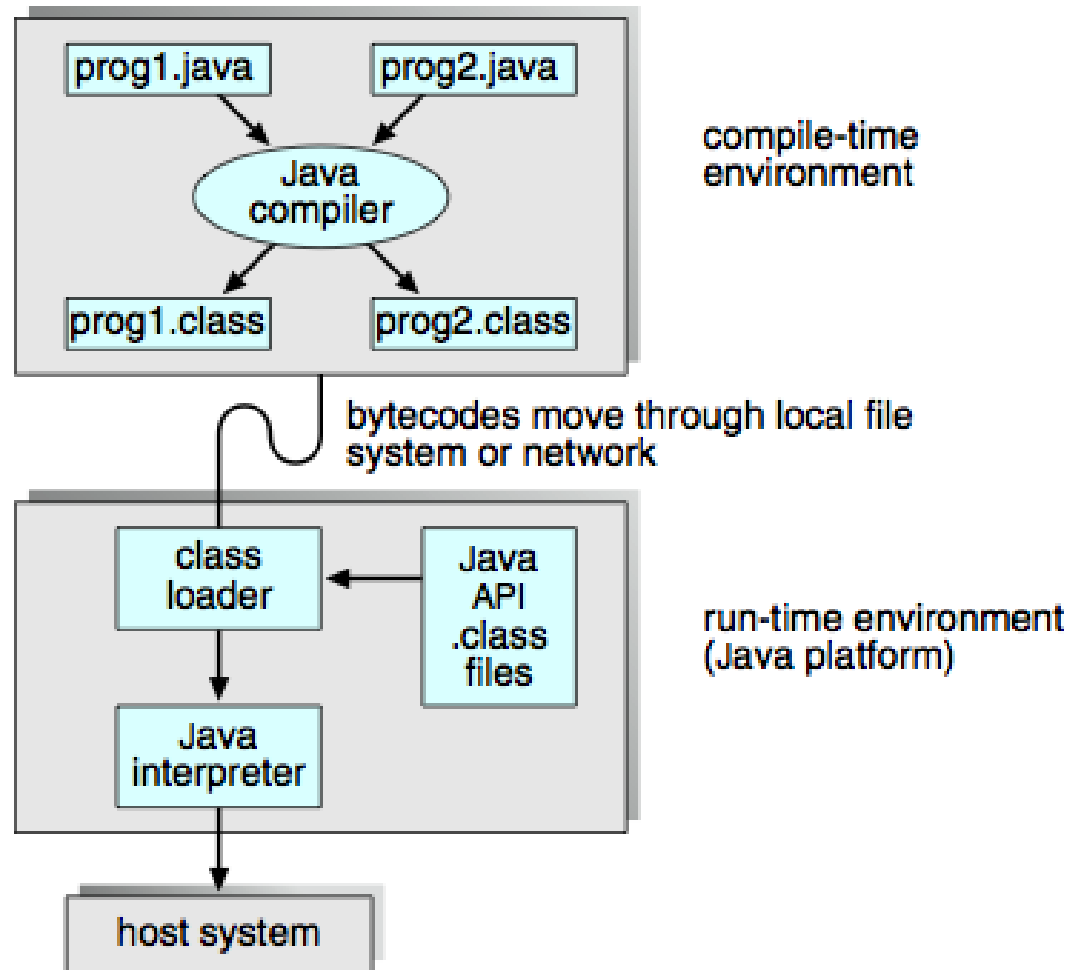 prog1.java
prog2.java
compile-time
environment
Java
compiler
prog1.class
prog2.class
bytecodes move through local file
system or network
class
loader
Java
API
.class
files
run-time environment
(Java platform)
Java
interpreter
host system